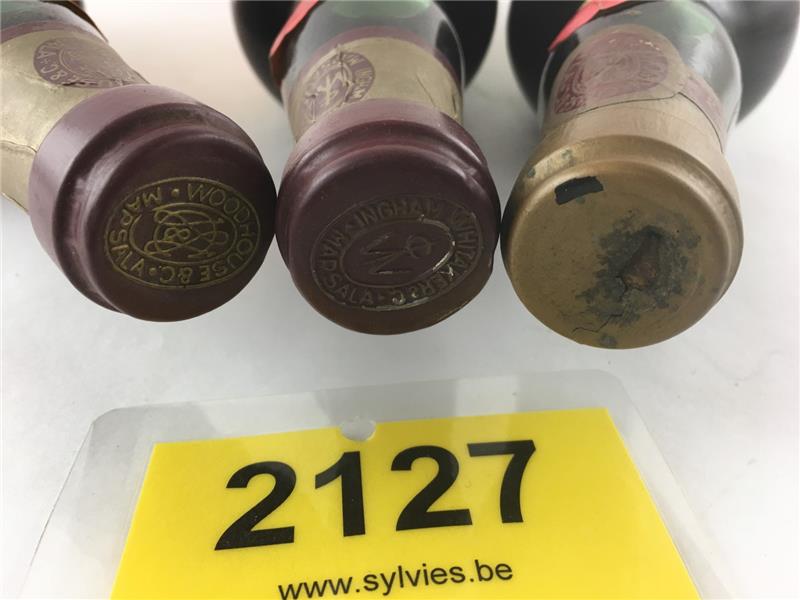 WOODHOUSE & C.
MARSALA
INGHAM WHITAKER & C.
MARSALA
2127
www.sylvies.be